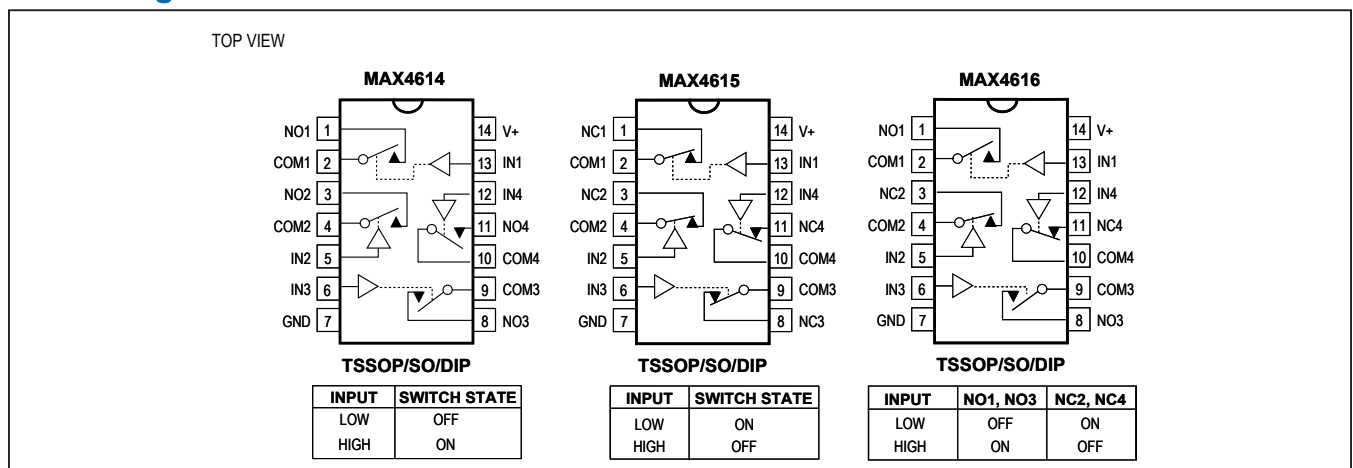 TOP VIEW
MAX4614
NO1 1 14 V+
COM1 2 13 IN1
NO2 3 12 IN4
COM2 4 11 NO4
IN2 5 10 COM4
IN3 6 9 COM3
GND 7 8 NO3
TSSOP/SO/DIP
INPUT SWITCH STATE
LOW OFF
HIGH ON
MAX4615
NC1 1 14 V+
COM1 2 13 IN1
NC2 3 12 IN4
COM2 4 11 NC4
IN2 5 10 COM4
IN3 6 9 COM3
GND 7 8 NC3
TSSOP/SO/DIP
INPUT SWITCH STATE
LOW ON
HIGH OFF
MAX4616
NO1 1 14 V+
COM1 2 13 IN1
NC2 3 12 IN4
COM2 4 11 NC4
IN2 5 10 COM4
IN3 6 9 COM3
GND 7 8 NO3
TSSOP/SO/DIP
INPUT NO1, NO3 NC2, NC4
LOW OFF ON
HIGH ON OFF